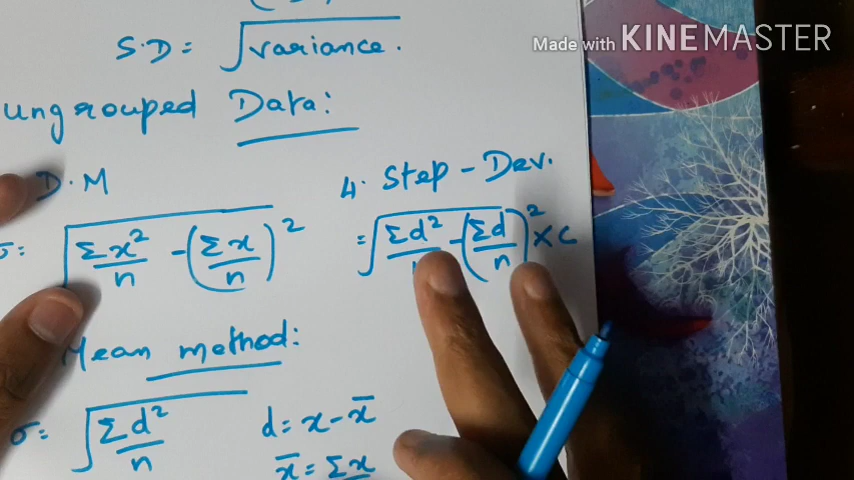 S.D = √variance.
Made with KINEMASTER
ungrouped Data:
D.M
σ = √Σx²/n - (Σx/n)²
4. Step - Dev.
= √Σd²/n - (Σd/n)² × C
Mean method:
σ = √Σd²/n
d = x - x̄
x̄ = Σx